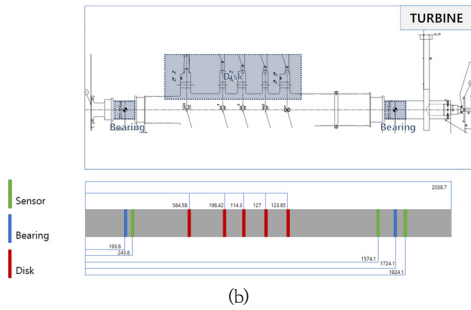 TURBINE
Disk
Bearing
Bearing
2038.7
564.58
198.42
114.3
127
123.85
Sensor
Bearing
Disk
193.6
243.6
1574.1
1724.1
1824.1
(b)